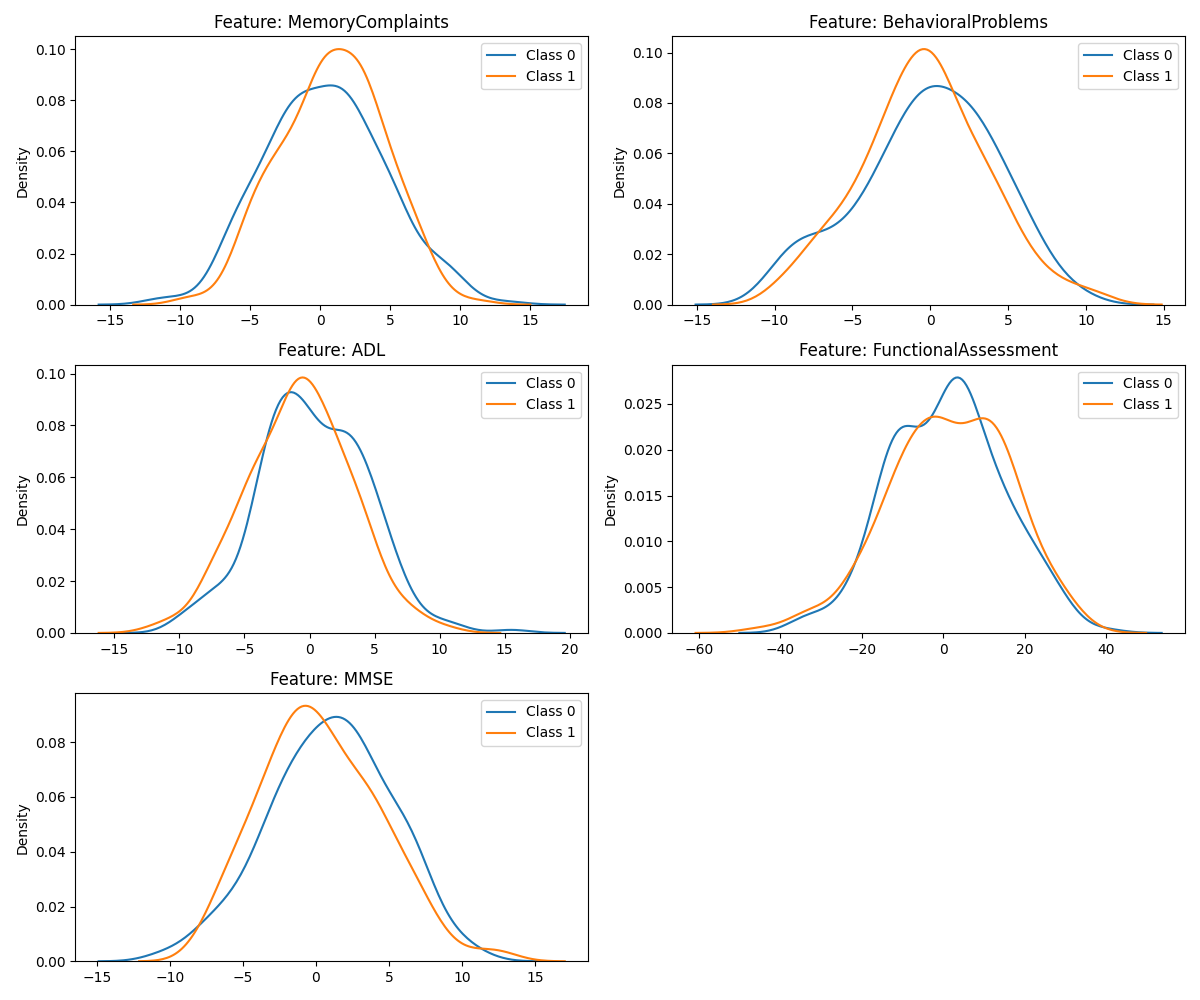 Feature: MemoryComplaints
Density
0.10
0.08
0.06
0.04
0.02
0.00
−15 −10 −5 0 5 10 15
Class 0
Class 1
Feature: BehavioralProblems
Density
0.10
0.08
0.06
0.04
0.02
0.00
−15 −10 −5 0 5 10 15
Class 0
Class 1
Feature: ADL
Density
0.10
0.08
0.06
0.04
0.02
0.00
−15 −10 −5 0 5 10 15 20
Class 0
Class 1
Feature: FunctionalAssessment
Density
0.025
0.020
0.015
0.010
0.005
0.000
−60 −40 −20 0 20 40
Class 0
Class 1
Feature: MMSE
Density
0.08
0.06
0.04
0.02
0.00
−15 −10 −5 0 5 10 15
Class 0
Class 1